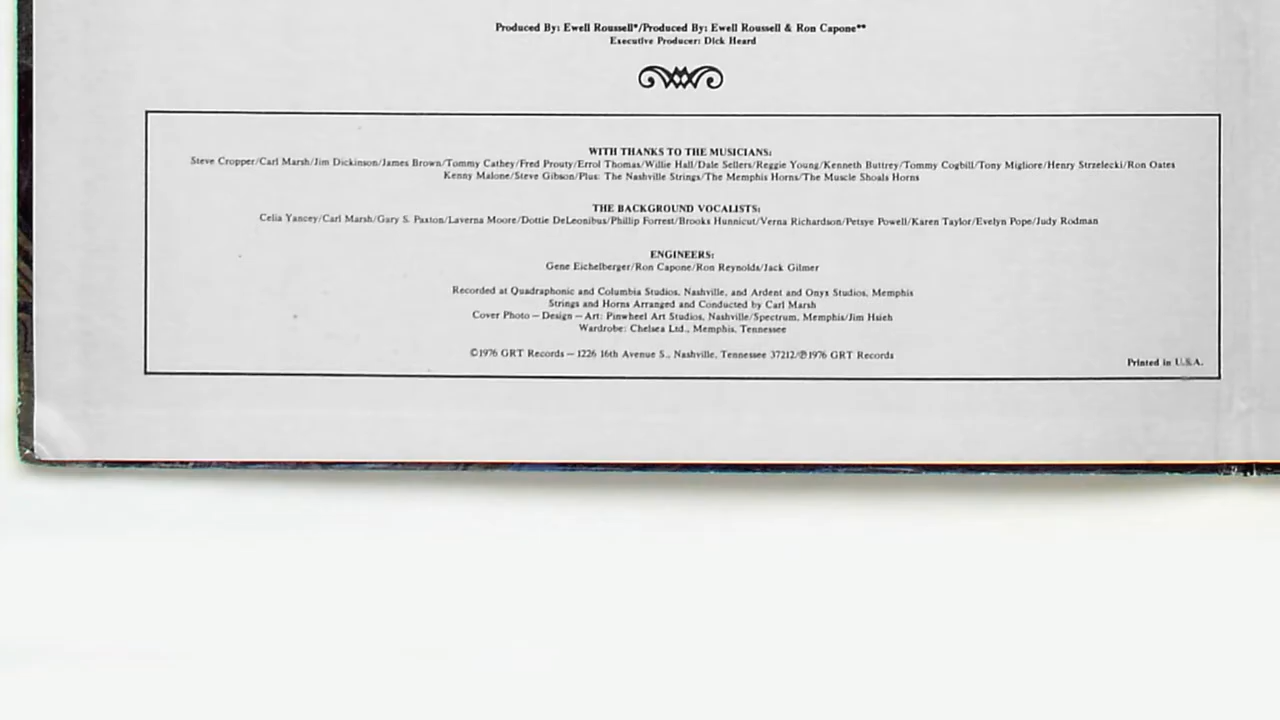 Produced By: Ewell Roussell*/Produced By: Ewell Roussell & Ron Capone**
Executive Producer: Dick Heard
WITH THANKS TO THE MUSICIANS:
Steve Cropper/Carl Marsh/Jim Dickinson/James Brown/Tommy Cathey/Fred Prouty/Errol Thomas/Willie Hall/Dale Sellers/Reggie Young/Kenneth Buttrey/Tommy Cogbill/Tony Migliore/Henry Strzelecki/Ron Oates
Kenny Malone/Steve Gibson/Plus: The Nashville Strings/The Memphis Horns/The Muscle Shoals Horns
THE BACKGROUND VOCALISTS:
Celia Yancey/Carl Marsh/Gary S. Paxton/Laverna Moore/Dottie DeLeonibus/Phillip Forrest/Brooks Hunnicut/Verna Richardson/Petsye Powell/Karen Taylor/Evelyn Pope/Judy Rodman
ENGINEERS:
Gene Eichelberger/Ron Capone/Ron Reynolds/Jack Gilmer
Recorded at Quadraphonic and Columbia Studios, Nashville, and Ardent and Onyx Studios, Memphis
Strings and Horns Arranged and Conducted by Carl Marsh
Cover Photo — Design — Art: Pinwheel Art Studios, Nashville/Spectrum, Memphis/Jim Hsieh
Wardrobe: Chelsea Ltd., Memphis, Tennessee
©1976 GRT Records — 1226 16th Avenue S., Nashville, Tennessee 37212/℗1976 GRT Records
Printed in U.S.A.